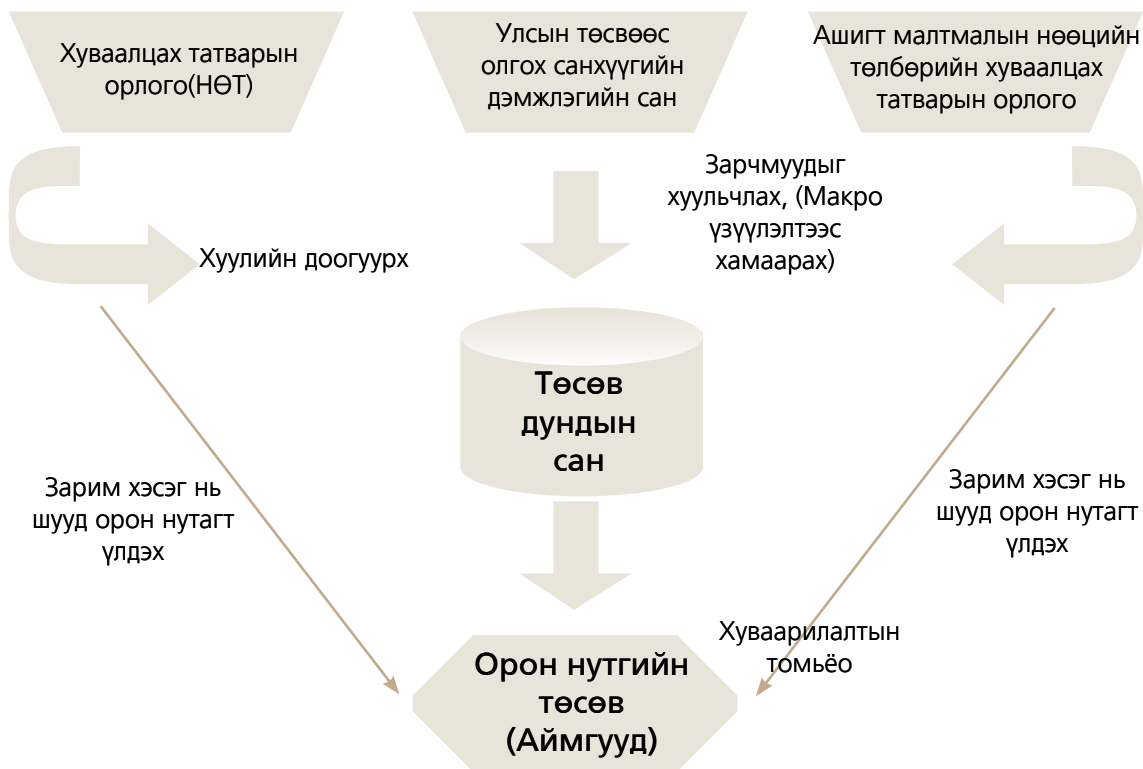 Хуваалцах татварын
орлого(НӨТ)
Улсын төсвөөс
олгох санхүүгийн
дэмжлэгийн сан
Ашигт малтмалын нөөцийн
төлбөрийн хуваалцах
татварын орлого
Зарчмуудыг
хуульчлах, (Макро
үзүүлэлтээс
хамаарах)
Хуулийн доогуурх
Төсөв
дундын
сан
Зарим хэсэг нь
шууд орон нутагт
үлдэх
Зарим хэсэг нь
шууд орон нутагт
үлдэх
Хуваарилалтын
томьёо
Орон нутгийн
төсөв
(Аймгууд)